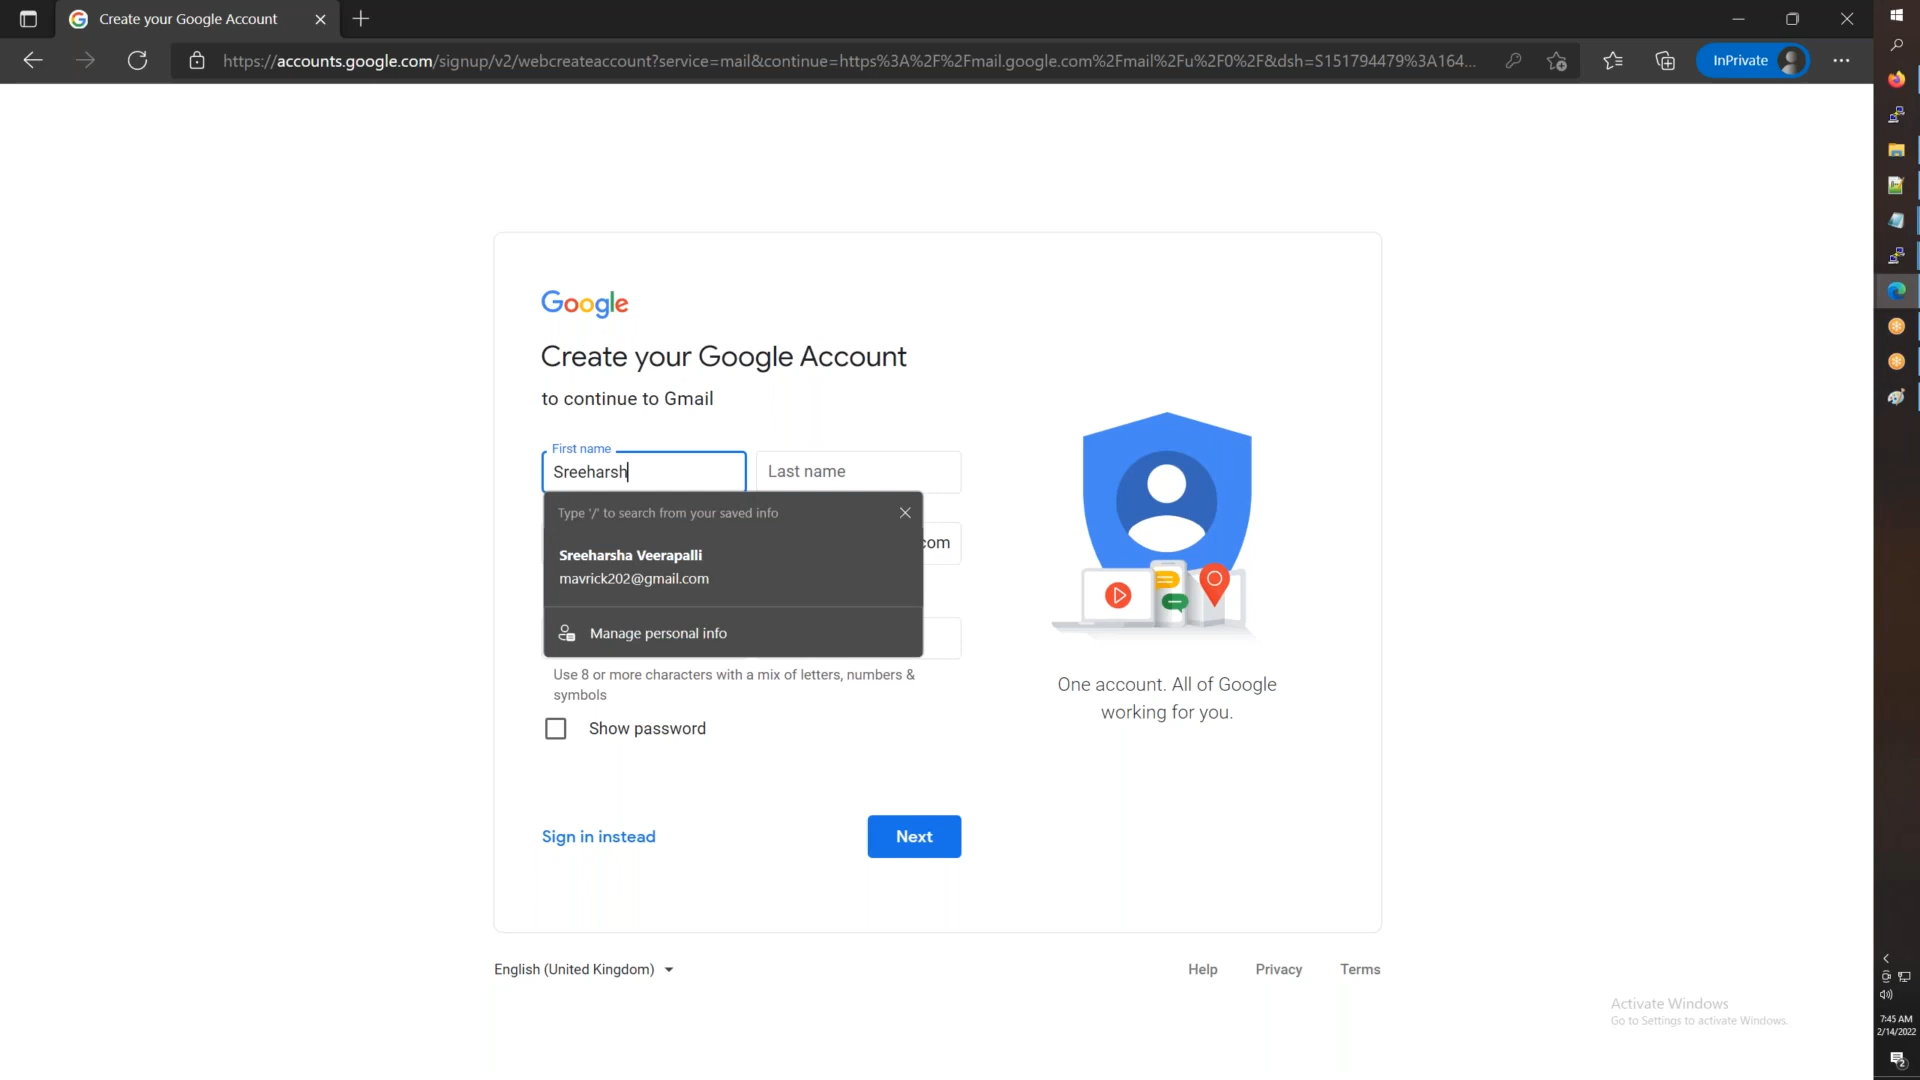 Create your Google Account
https://accounts.google.com/signup/v2/webcreateaccount?service=mail&continue=https%3A%2F%2Fmail.google.com%2Fmail%2Fu%2F0%2F&dsh=S151794479%3A164...
InPrivate
Google
Create your Google Account
to continue to Gmail
First name
Sreeharsh
Last name
Type '/' to search from your saved info
com
Sreeharsha Veerapalli
mavrick202@gmail.com
Manage personal info
Use 8 or more characters with a mix of letters, numbers &
symbols
Show password
One account. All of Google
working for you.
Sign in instead
Next
English (United Kingdom)
Help
Privacy
Terms
Activate Windows
Go to Settings to activate Windows.
7:45 AM
2/14/2022
2